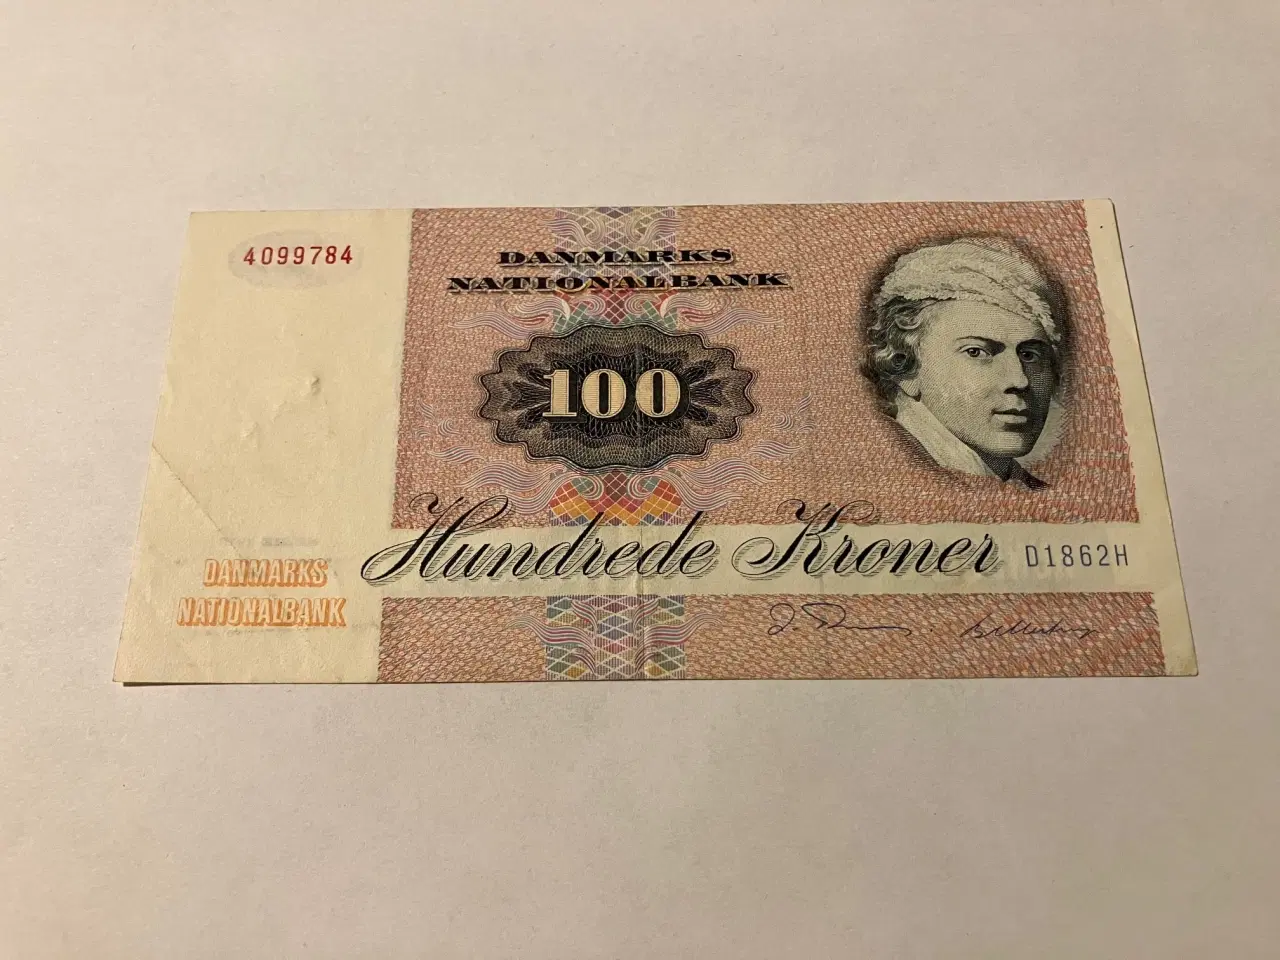 4099784
DANMARKS
NATIONALBANK
100
Hundrede Kroner
D1862H
DANMARKS
NATIONALBANK